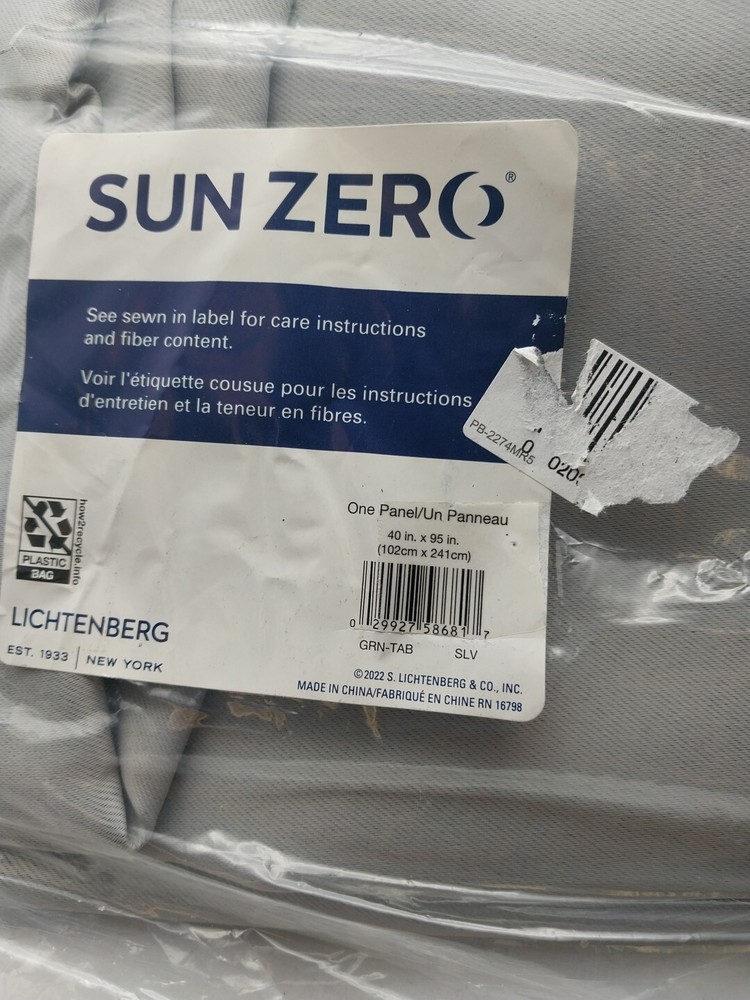 SUN ZERO®
See sewn in label for care instructions
and fiber content.
Voir l'étiquette cousue pour les instructions
d'entretien et la teneur en fibres.
PB-2274MR5
0 020
how2recycle.info
PLASTIC
BAG
One Panel/Un Panneau
40 in. x 95 in.
(102cm x 241cm)
0 29927 58681 7
GRN-TAB SLV
LICHTENBERG
EST. 1933 | NEW YORK
©2022 S. LICHTENBERG & CO., INC.
MADE IN CHINA/FABRIQUÉ EN CHINE RN 16798